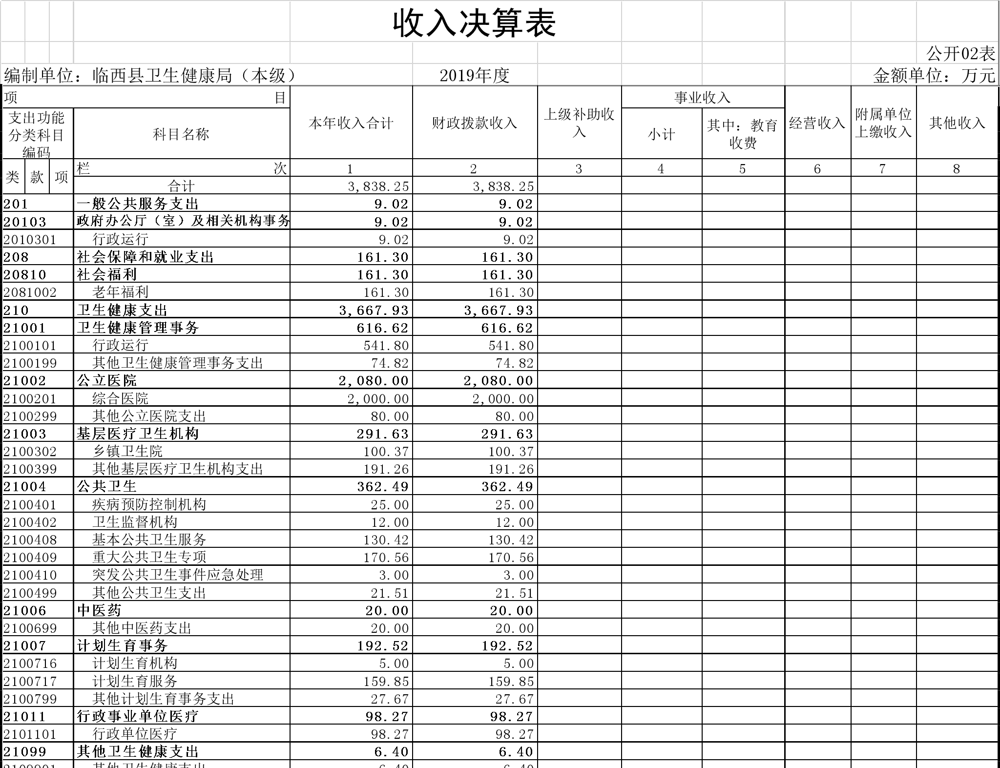 收入决算表
公开02表
编制单位：临西县卫生健康局（本级） 2019年度 金额单位：万元
项 目 本年收入合计 财政拨款收入 上级补助收入 事业收入 经营收入 附属单位上缴收入 其他收入
支出功能分类科目编码 科目名称 小计 其中：教育收费
类 款 项 栏 次 1 2 3 4 5 6 7 8
合计 3,838.25 3,838.25
201 一般公共服务支出 9.02 9.02
20103 政府办公厅（室）及相关机构事务 9.02 9.02
2010301 行政运行 9.02 9.02
208 社会保障和就业支出 161.30 161.30
20810 社会福利 161.30 161.30
2081002 老年福利 161.30 161.30
210 卫生健康支出 3,667.93 3,667.93
21001 卫生健康管理事务 616.62 616.62
2100101 行政运行 541.80 541.80
2100199 其他卫生健康管理事务支出 74.82 74.82
21002 公立医院 2,080.00 2,080.00
2100201 综合医院 2,000.00 2,000.00
2100299 其他公立医院支出 80.00 80.00
21003 基层医疗卫生机构 291.63 291.63
2100302 乡镇卫生院 100.37 100.37
2100399 其他基层医疗卫生机构支出 191.26 191.26
21004 公共卫生 362.49 362.49
2100401 疾病预防控制机构 25.00 25.00
2100402 卫生监督机构 12.00 12.00
2100408 基本公共卫生服务 130.42 130.42
2100409 重大公共卫生专项 170.56 170.56
2100410 突发公共卫生事件应急处理 3.00 3.00
2100499 其他公共卫生支出 21.51 21.51
21006 中医药 20.00 20.00
2100699 其他中医药支出 20.00 20.00
21007 计划生育事务 192.52 192.52
2100716 计划生育机构 5.00 5.00
2100717 计划生育服务 159.85 159.85
2100799 其他计划生育事务支出 27.67 27.67
21011 行政事业单位医疗 98.27 98.27
2101101 行政单位医疗 98.27 98.27
21099 其他卫生健康支出 6.40 6.40
2109901 其他卫生健康支出 6.40 6.40